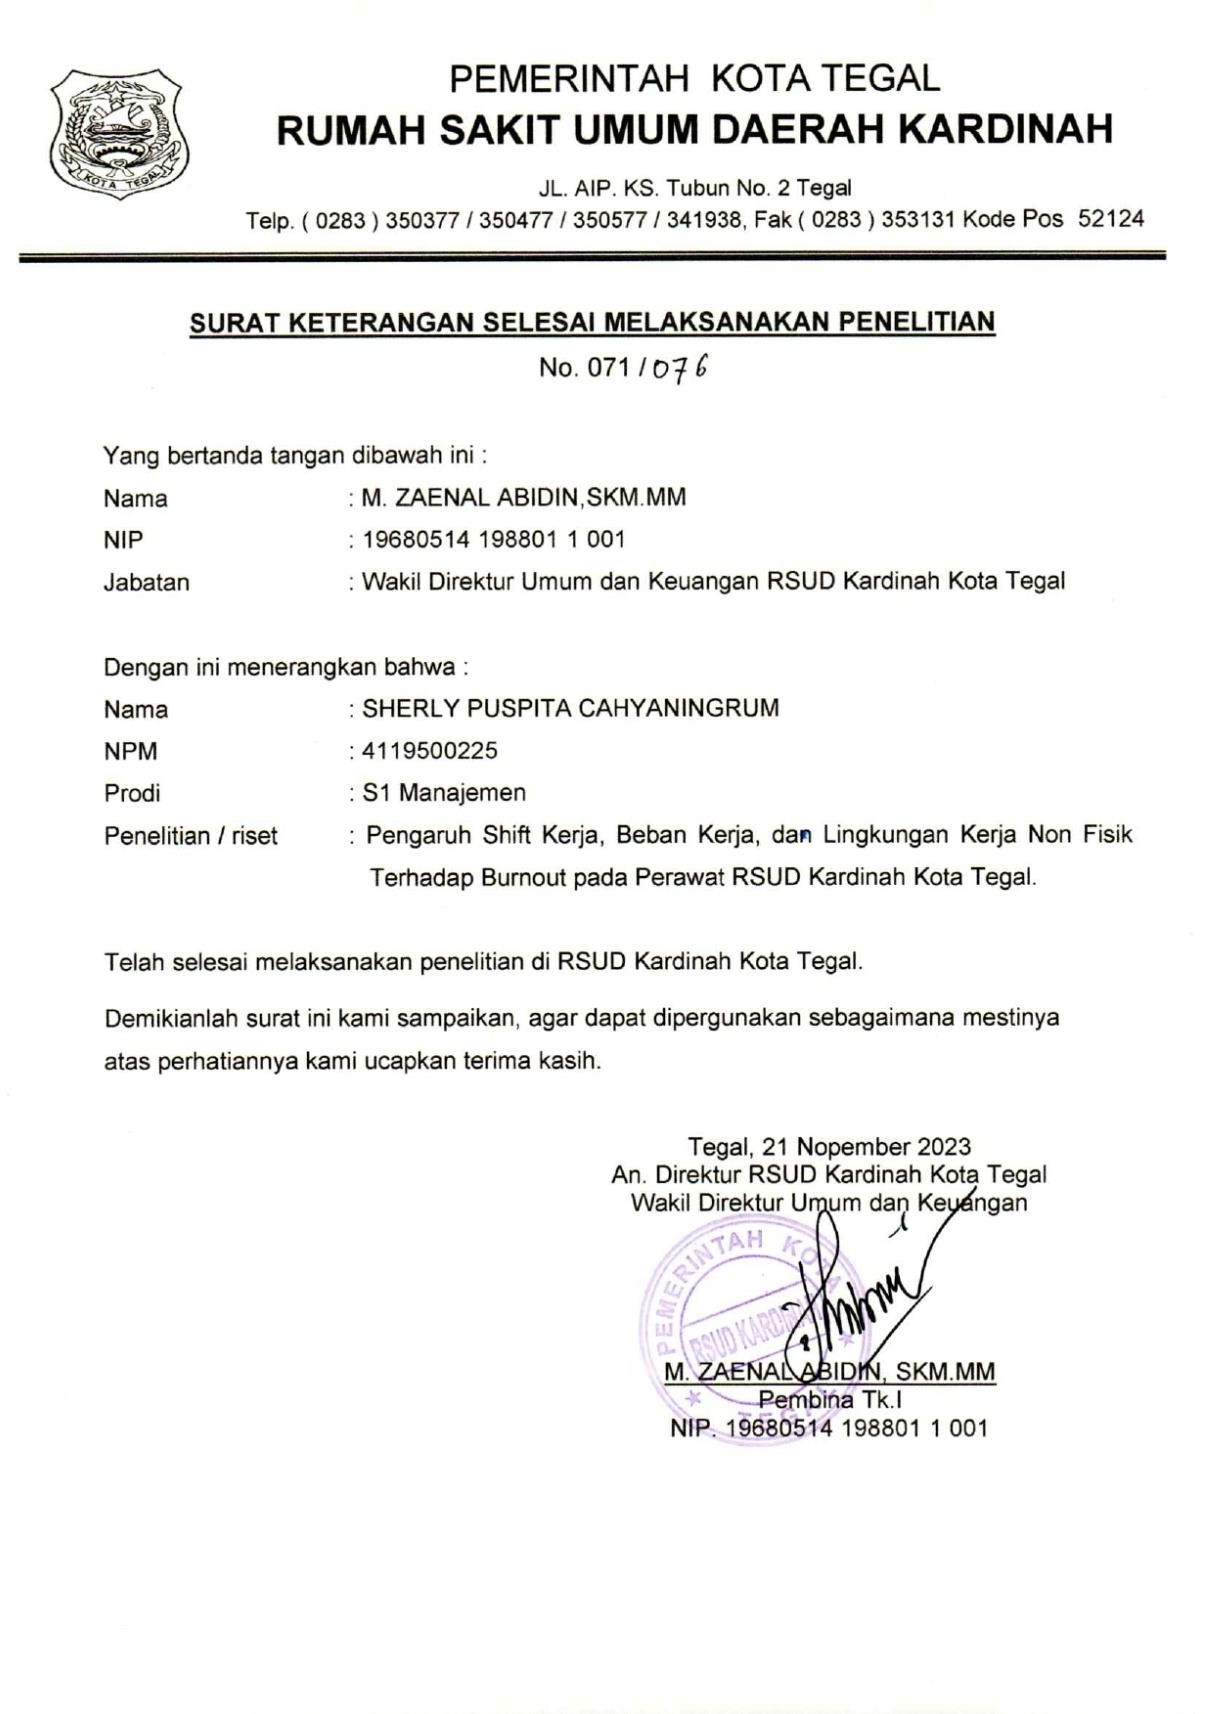 PEMERINTAH KOTA TEGAL
RUMAH SAKIT UMUM DAERAH KARDINAH
JL. AIP. KS. Tubun No. 2 Tegal
Telp. ( 0283 ) 350377 / 350477 / 350577 / 341938, Fak ( 0283 ) 353131 Kode Pos 52124
KOTA TEGAL
SURAT KETERANGAN SELESAI MELAKSANAKAN PENELITIAN
No. 071 / 076
Yang bertanda tangan dibawah ini :
Nama : M. ZAENAL ABIDIN,SKM.MM
NIP : 19680514 198801 1 001
Jabatan : Wakil Direktur Umum dan Keuangan RSUD Kardinah Kota Tegal
Dengan ini menerangkan bahwa :
Nama : SHERLY PUSPITA CAHYANINGRUM
NPM : 4119500225
Prodi : S1 Manajemen
Penelitian / riset : Pengaruh Shift Kerja, Beban Kerja, dan Lingkungan Kerja Non Fisik
Terhadap Burnout pada Perawat RSUD Kardinah Kota Tegal.
Telah selesai melaksanakan penelitian di RSUD Kardinah Kota Tegal.
Demikianlah surat ini kami sampaikan, agar dapat dipergunakan sebagaimana mestinya
atas perhatiannya kami ucapkan terima kasih.
Tegal, 21 Nopember 2023
An. Direktur RSUD Kardinah Kota Tegal
Wakil Direktur Umum dan Keuangan
PEMERINTAH KOTA
RSUD KARDINAH
TEGAL
M. ZAENAL ABIDIN, SKM.MM
Pembina Tk.I
NIP. 19680514 198801 1 001